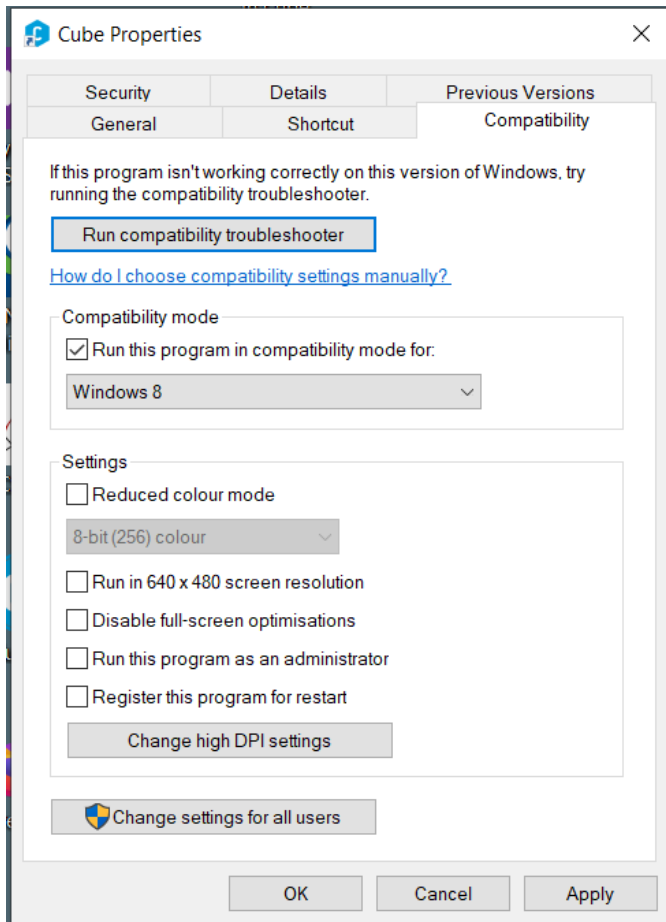 Cube Properties
Security Details Previous Versions
General Shortcut Compatibility
If this program isn't working correctly on this version of Windows, try
running the compatibility troubleshooter.
Run compatibility troubleshooter
How do I choose compatibility settings manually?
Compatibility mode
Run this program in compatibility mode for:
Windows 8
Settings
Reduced colour mode
8-bit (256) colour
Run in 640 x 480 screen resolution
Disable full-screen optimisations
Run this program as an administrator
Register this program for restart
Change high DPI settings
Change settings for all users
OK Cancel Apply